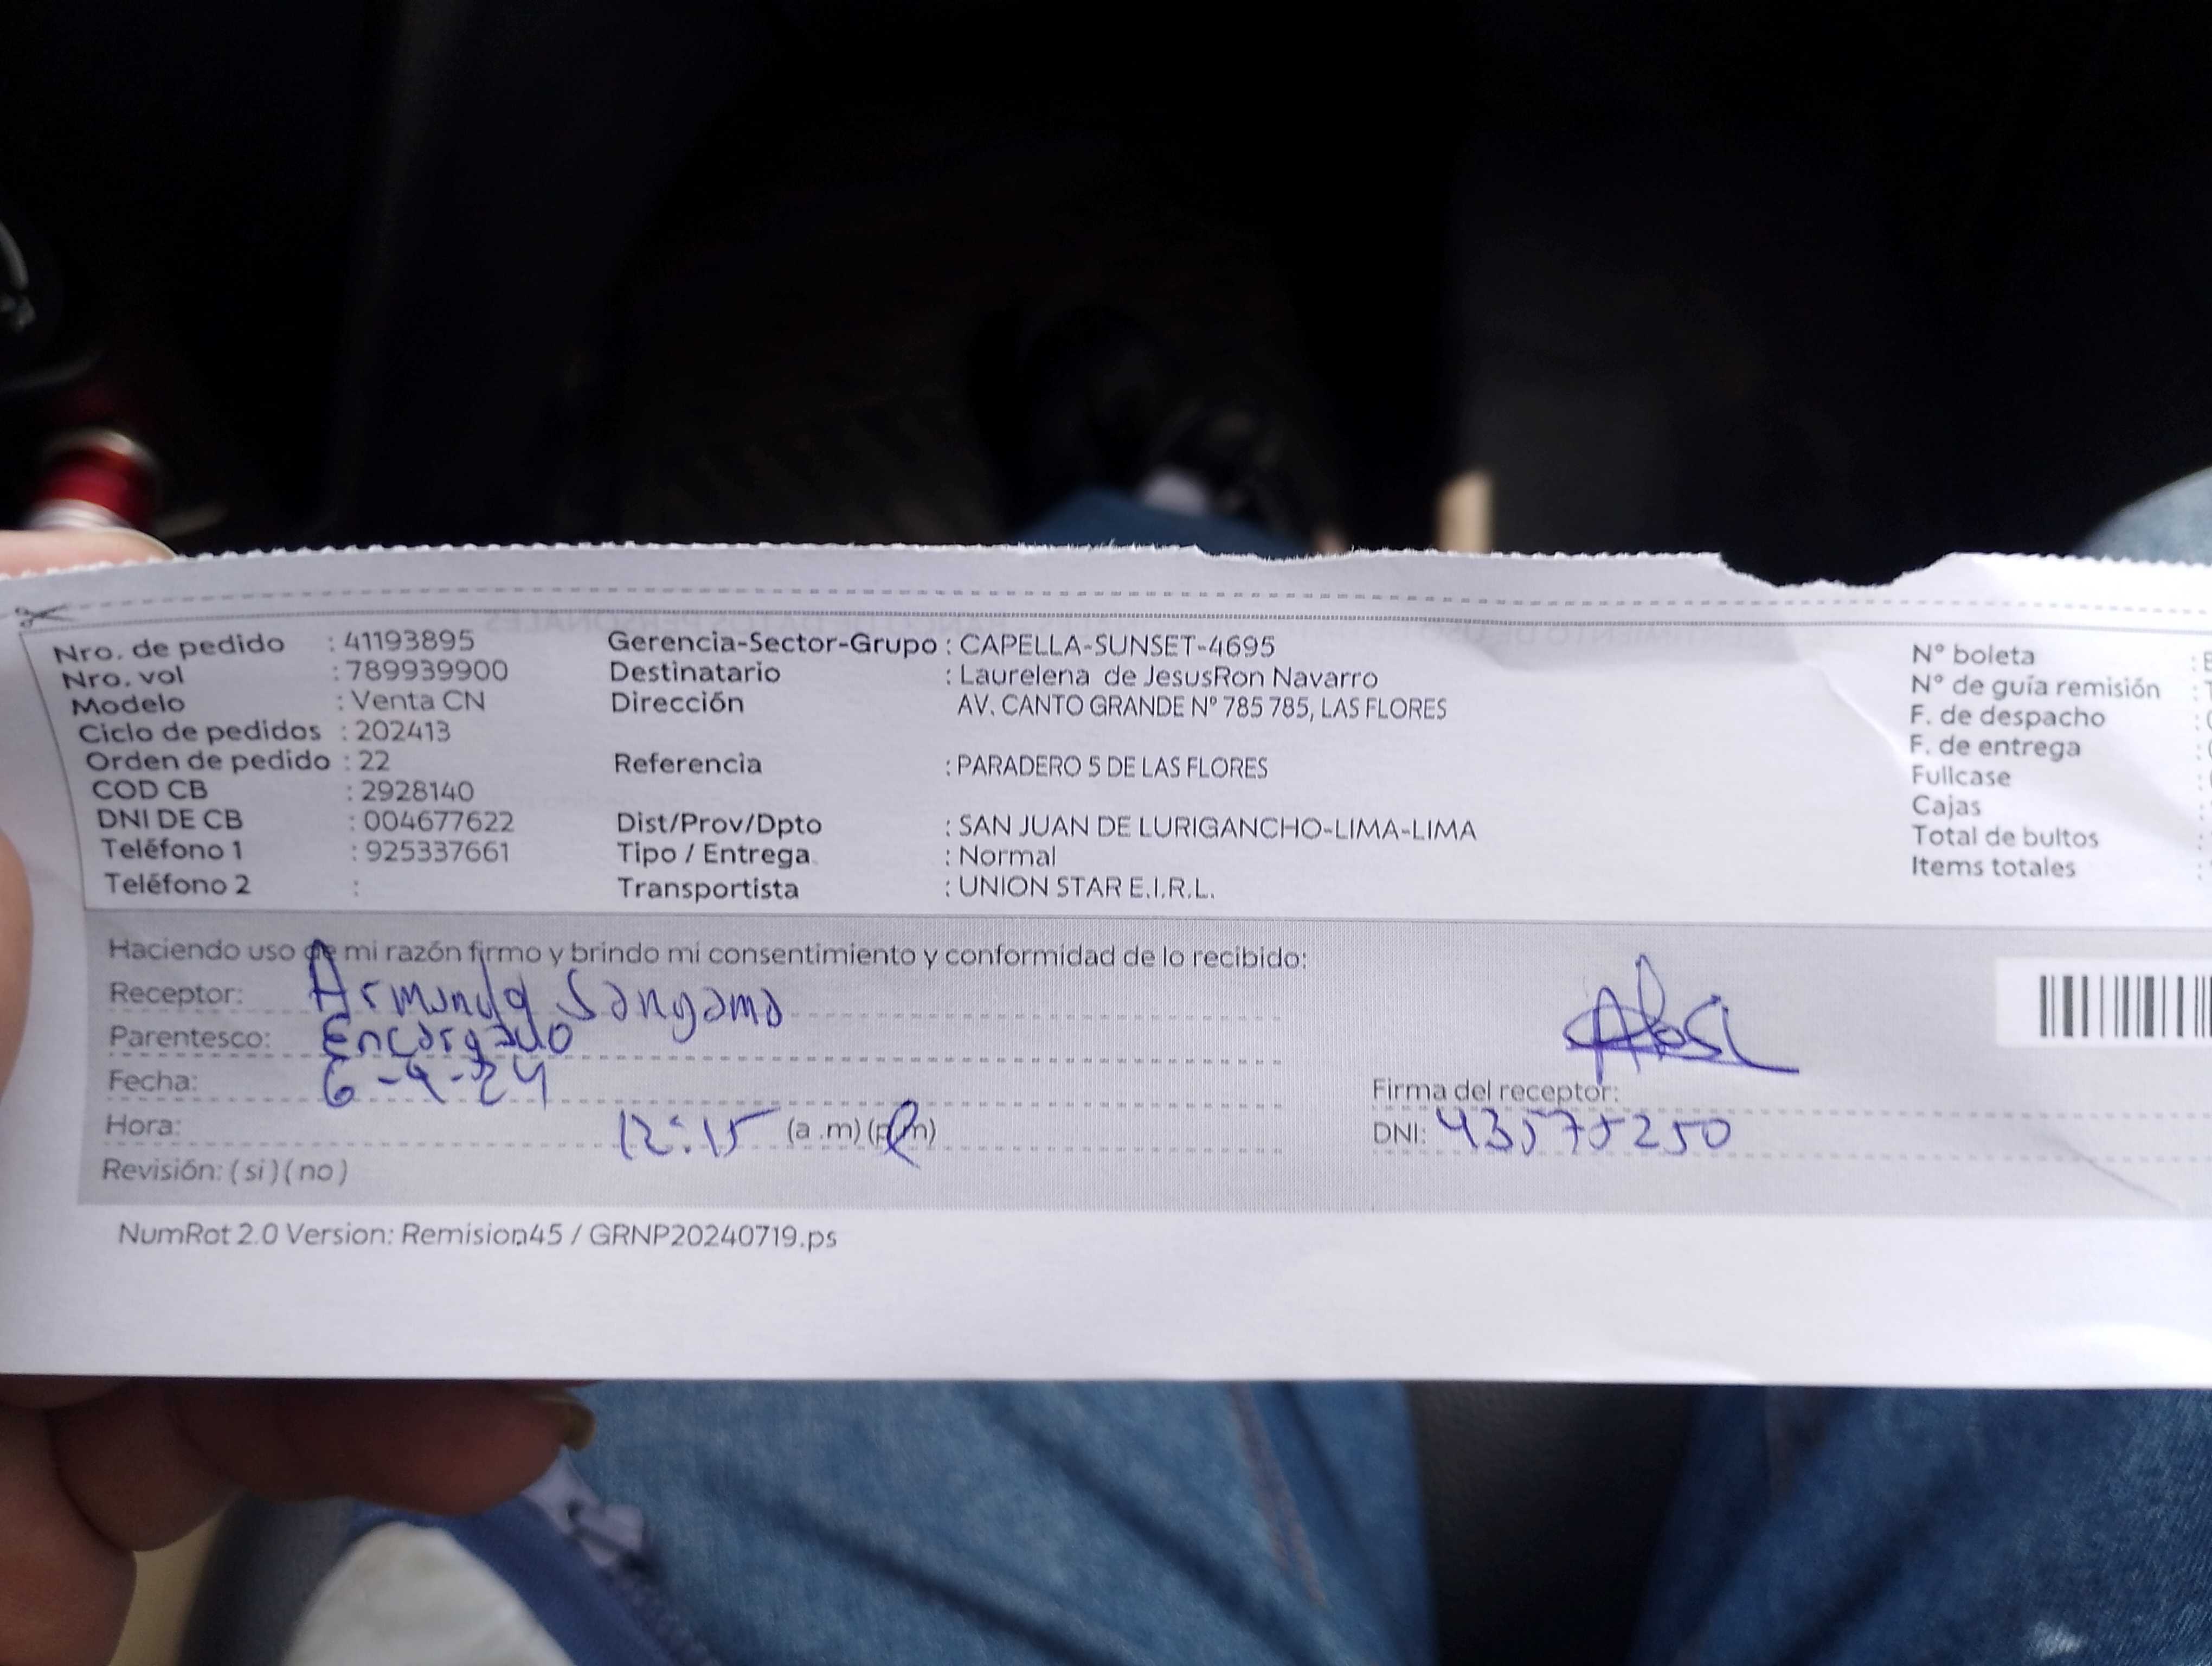 Nro. de pedido : 41193895
Nro. vol : 789939900
Modelo : Venta CN
Ciclo de pedidos : 202413
Orden de pedido : 22
COD CB : 2928140
DNI DE CB : 004677622
Teléfono 1 : 925337661
Teléfono 2 :
Gerencia-Sector-Grupo : CAPELLA-SUNSET-4695
Destinatario : Laurelena de JesusRon Navarro
Dirección AV. CANTO GRANDE Nº 785 785, LAS FLORES
Referencia : PARADERO 5 DE LAS FLORES
Dist/Prov/Dpto : SAN JUAN DE LURIGANCHO-LIMA-LIMA
Tipo / Entrega : Normal
Transportista : UNION STAR E.I.R.L.
Nº boleta :
Nº de guía remisión :
F. de despacho :
F. de entrega :
Fullcase :
Cajas :
Total de bultos :
Items totales :
Haciendo uso de mi razón firmo y brindo mi consentimiento y conformidad de lo recibido:
Receptor: Armando Sangama
Parentesco: Encargado
Fecha: 6-9-24
Hora: 12:15 (a .m) (p.m)
Revisión: ( si ) ( no )
Firma del receptor:
DNI: 43575250
NumRot 2.0 Version: Remision45 / GRNP20240719.ps